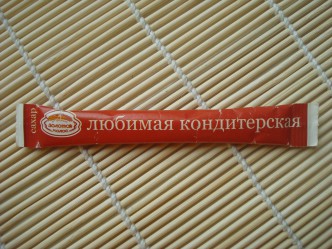 сахар
любимая кондитерская